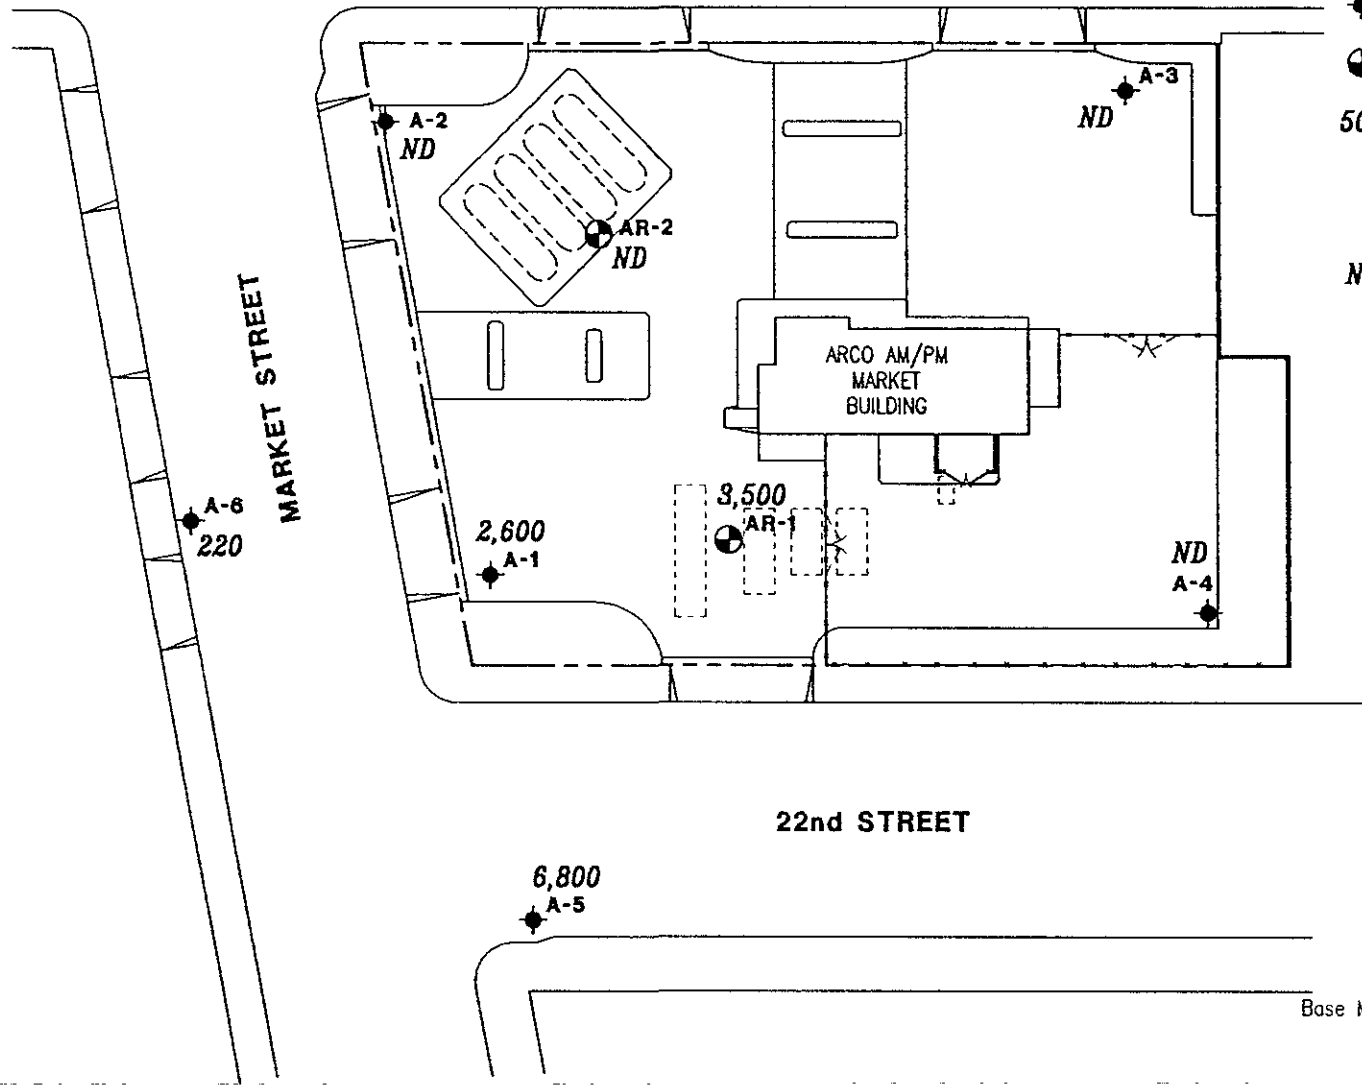 A-3
ND
50
A-2
ND
AR-2
ND
N
MARKET STREET
ARCO AM/PM
MARKET
BUILDING
3,500
AR-1
A-6
220
2,600
A-1
ND
A-4
22nd STREET
6,800
A-5
Base